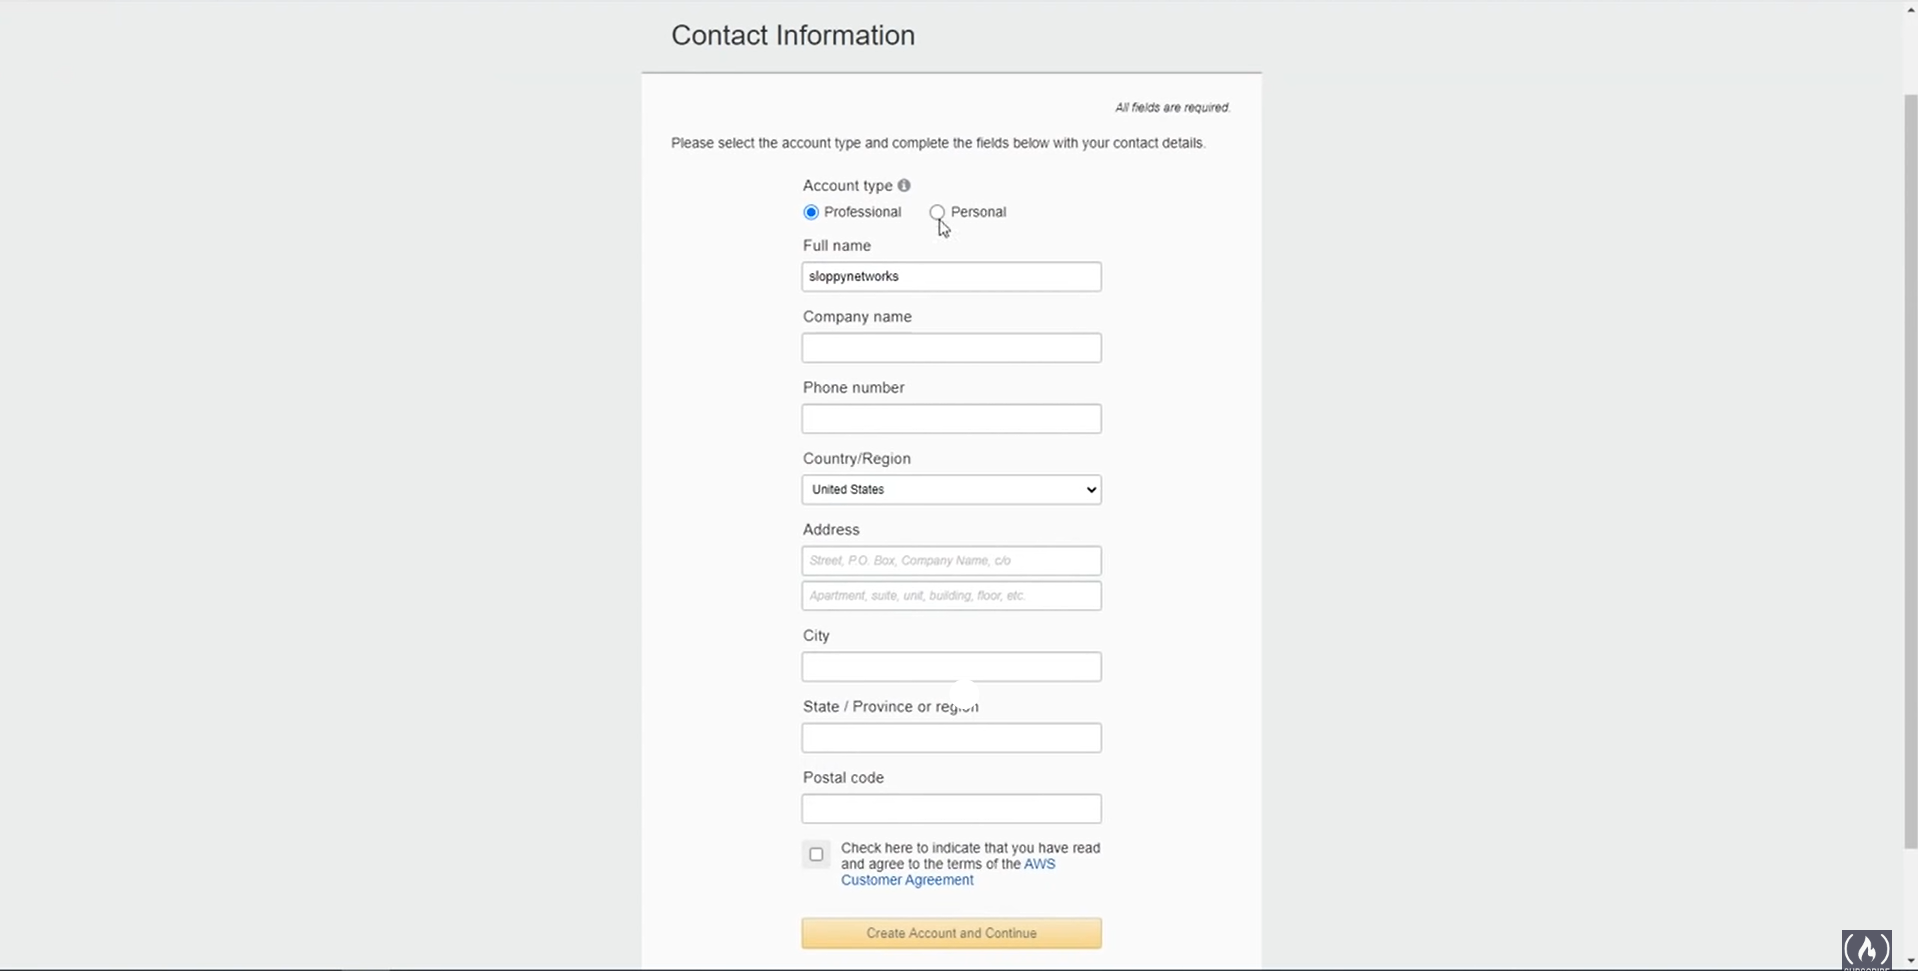 Contact Information
All fields are required.
Please select the account type and complete the fields below with your contact details.
Account type
Professional Personal
Full name
sloppynetworks
Company name
Phone number
Country/Region
United States
Address
Street, P.O. Box, Company Name, c/o
Apartment, suite, unit, building, floor, etc.
City
State / Province or region
Postal code
Check here to indicate that you have read
and agree to the terms of the AWS
Customer Agreement
Create Account and Continue